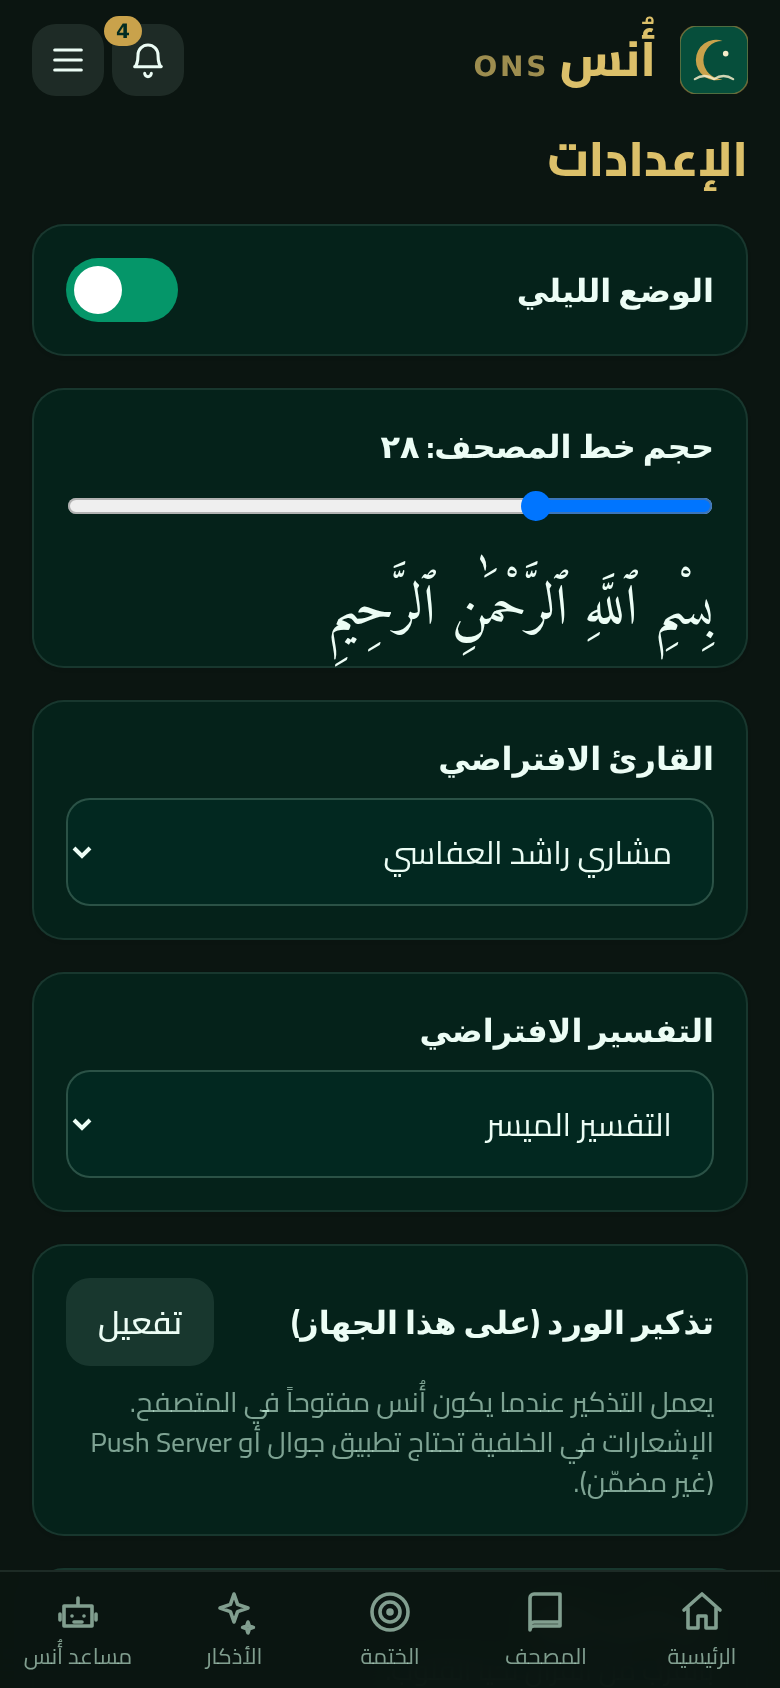 أُنس ONS
4
الإعدادات
الوضع الليلي
حجم خط المصحف: ٢٨
بِسْمِ ٱللَّهِ ٱلرَّحْمَٰنِ ٱلرَّحِيمِ
القارئ الافتراضي
مشاري راشد العفاسي
التفسير الافتراضي
التفسير الميسر
تذكير الورد (على هذا الجهاز)
تفعيل
يعمل التذكير عندما يكون أُنس مفتوحاً في المتصفح.
الإشعارات في الخلفية تحتاج تطبيق جوال أو Push Server
(غير مضمّن).
الرئيسية
المصحف
الختمة
الأذكار
مساعد أُنس